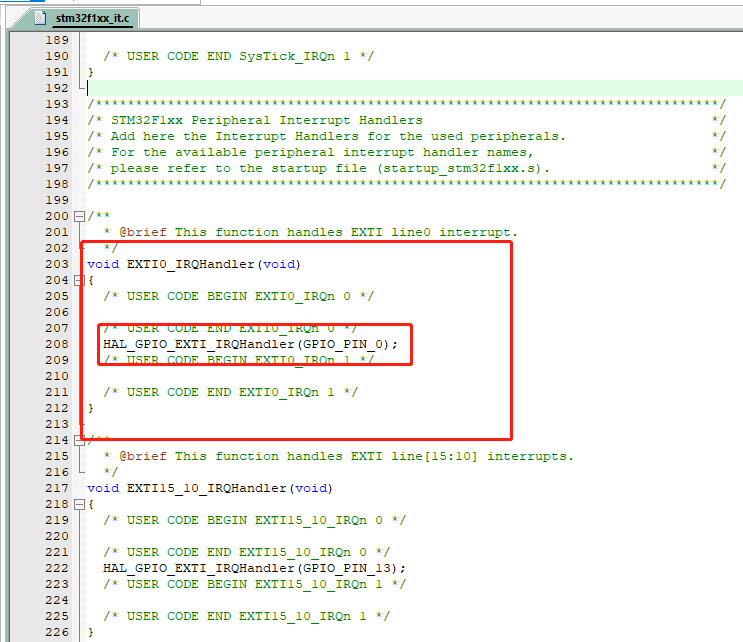 stm32f1xx_it.c
189
190 /* USER CODE END SysTick_IRQn 1 */
191 }
192
193 /******************************************************************************/
194 /* STM32F1xx Peripheral Interrupt Handlers */
195 /* Add here the Interrupt Handlers for the used peripherals. */
196 /* For the available peripheral interrupt handler names, */
197 /* please refer to the startup file (startup_stm32f1xx.s). */
198 /******************************************************************************/
199
200 /**
201 * @brief This function handles EXTI line0 interrupt.
202 */
203 void EXTI0_IRQHandler(void)
204 {
205 /* USER CODE BEGIN EXTI0_IRQn 0 */
206
207 /* USER CODE END EXTI0_IRQn 0 */
208 HAL_GPIO_EXTI_IRQHandler(GPIO_PIN_0);
209 /* USER CODE BEGIN EXTI0_IRQn 1 */
210
211 /* USER CODE END EXTI0_IRQn 1 */
212 }
213
214 /**
215 * @brief This function handles EXTI line[15:10] interrupts.
216 */
217 void EXTI15_10_IRQHandler(void)
218 {
219 /* USER CODE BEGIN EXTI15_10_IRQn 0 */
220
221 /* USER CODE END EXTI15_10_IRQn 0 */
222 HAL_GPIO_EXTI_IRQHandler(GPIO_PIN_13);
223 /* USER CODE BEGIN EXTI15_10_IRQn 1 */
224
225 /* USER CODE END EXTI15_10_IRQn 1 */
226 }